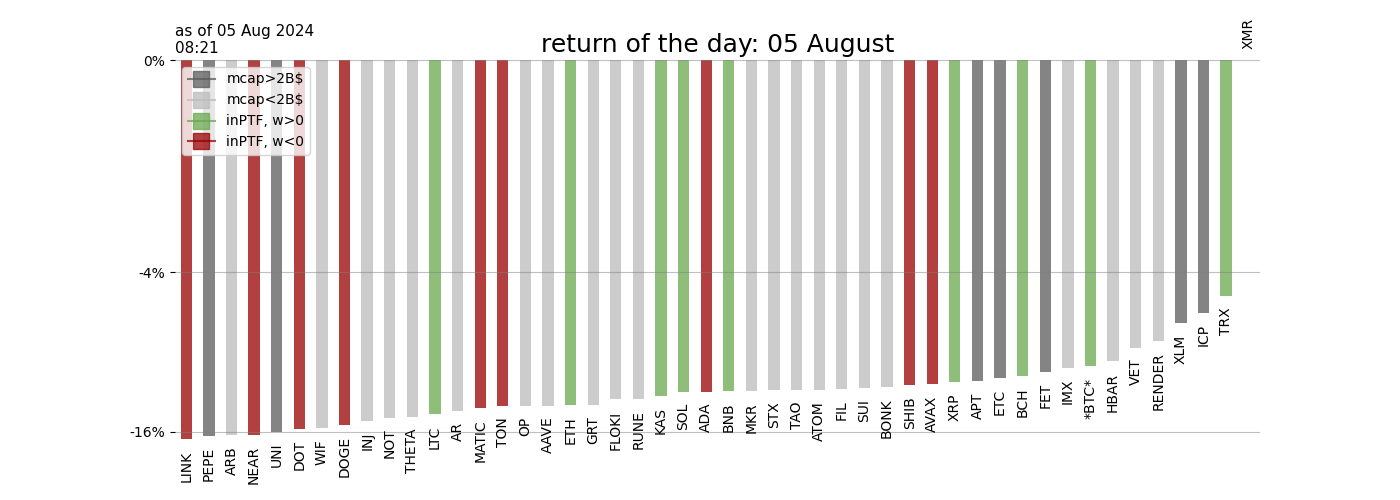 as of 05 Aug 2024
08:21
return of the day: 05 August
XMR
0%
mcap>2B$
mcap<2B$
inPTF, w>0
inPTF, w<0
-4%
-16%
LINK
PEPE
ARB
NEAR
UNI
DOT
WIF
DOGE
INJ
NOT
THETA
LTC
AR
MATIC
TON
OP
AAVE
ETH
GRT
FLOKI
RUNE
KAS
SOL
ADA
BNB
MKR
STX
TAO
ATOM
FIL
SUI
BONK
SHIB
AVAX
XRP
APT
ETC
BCH
FET
IMX
*BTC*
HBAR
VET
RENDER
XLM
ICP
TRX